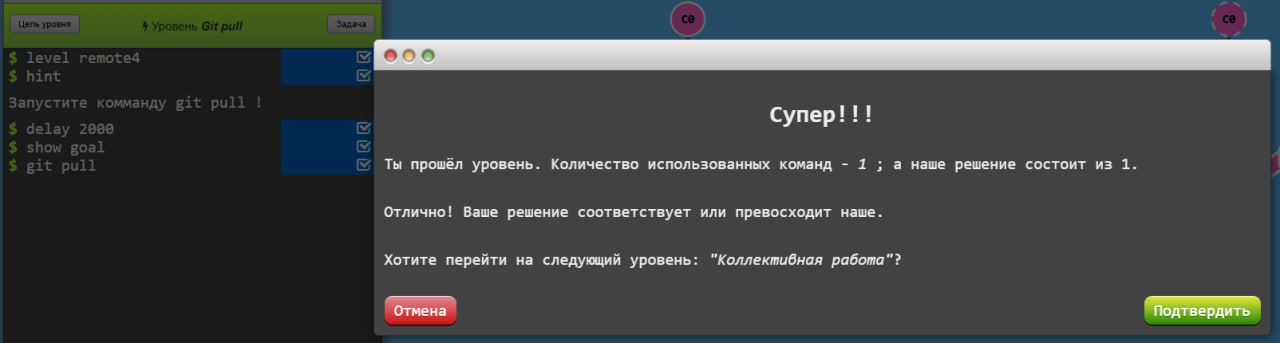 Цель уровня
Уровень Git pull
Задача
$ level remote4
$ hint
Запустите комманду git pull !
$ delay 2000
$ show goal
$ git pull
C0
C0
Супер!!!
Ты прошёл уровень. Количество использованных команд - 1 ; а наше решение состоит из 1.
Отлично! Ваше решение соответствует или превосходит наше.
Хотите перейти на следующий уровень: "Коллективная работа"?
Отмена
Подтвердить